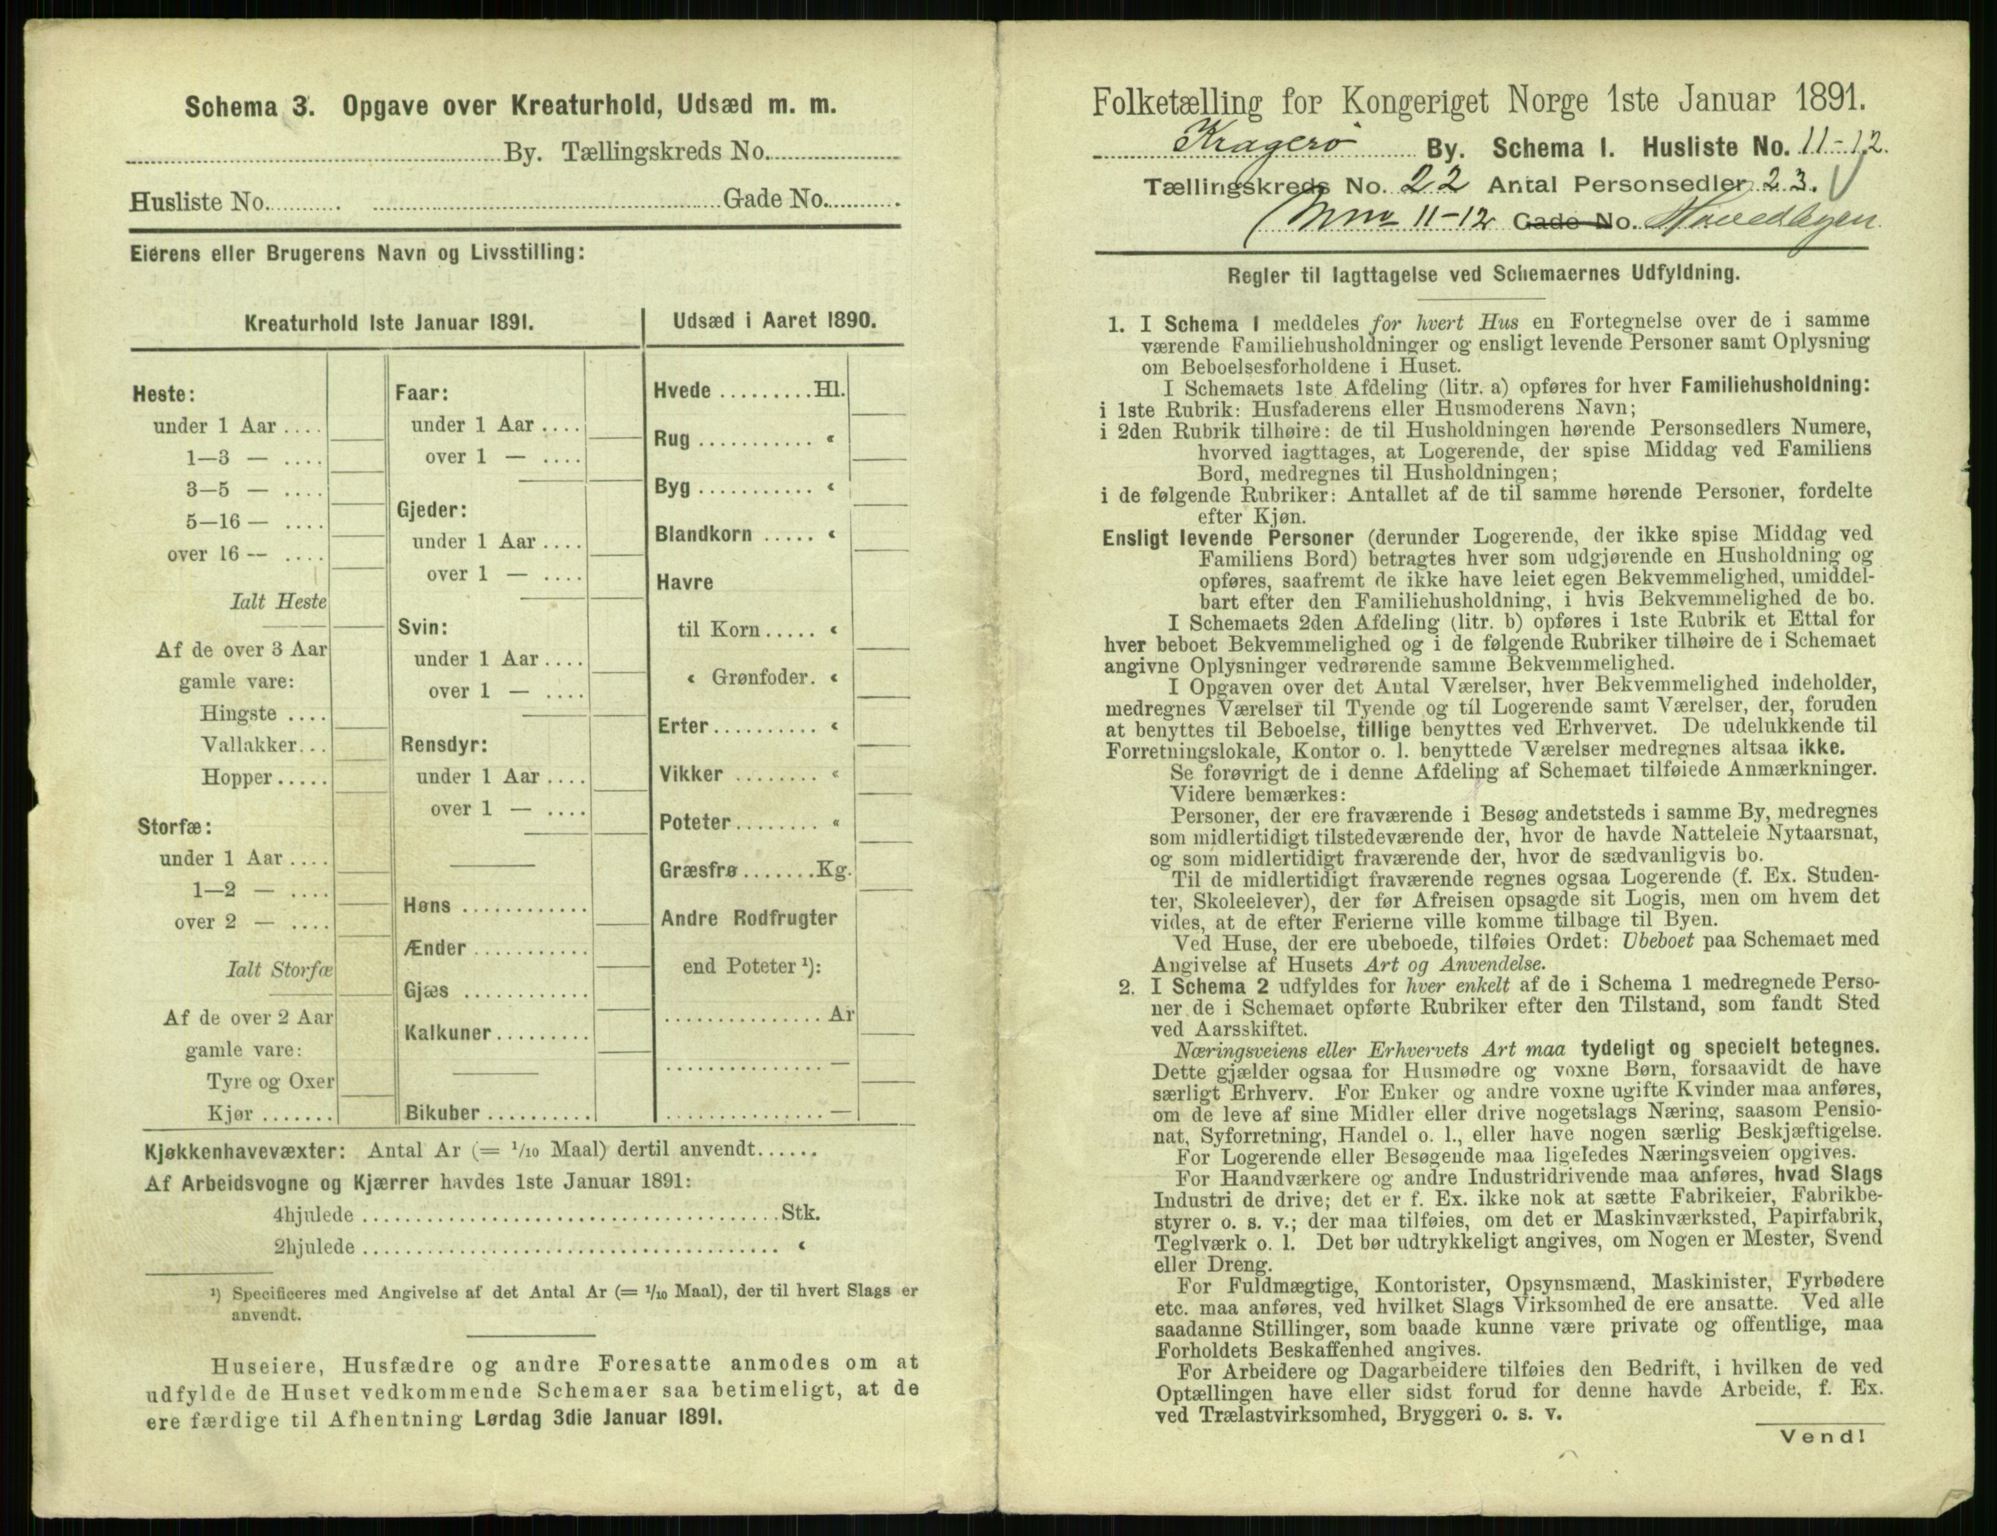 Schema 3. Opgave over Kreaturhold, Udsæd m. m.
By. Tællingskreds No.
Husliste No. Gade No.
Eierens eller Brugerens Navn og Livsstilling:
Kreaturhold 1ste Januar 1891.
Heste:
under 1 Aar ....
1—3 — ....
3—5 — ....
5—16 — ....
over 16 — ....
Ialt Heste
Af de over 3 Aar
gamle vare:
Hingste ....
Vallakker...
Hopper.....
Storfæ:
under 1 Aar ....
1—2 — ....
over 2 — ....
Ialt Storfæ
Af de over 2 Aar
gamle vare:
Tyre og Oxer
Kjør .......
Faar:
under 1 Aar ....
over 1 — ....
Gjeder:
under 1 Aar ....
over 1 — ....
Svin:
under 1 Aar ....
over 1 — ....
Rensdyr:
under 1 Aar ....
over 1 — ....
Høns ............
Ænder ...........
Gjæs ............
Kalkuner.........
Bikuber ..........
Udsæd i Aaret 1890.
Hvede .........Hl.
Rug ........... «
Byg ........... «
Blandkorn ..... «
Havre
til Korn..... «
« Grønfoder. «
Erter.......... «
Vikker ........ «
Poteter........ «
Græsfrø.......Kg.
Andre Rodfrugter
end Poteter ¹):
............... Ar
............... —
............... —
Kjøkkenhavevæxter: Antal Ar (= 1/10 Maal) dertil anvendt......
Af Arbeidsvogne og Kjærrer havdes 1ste Januar 1891:
4hjulede ........................................Stk.
2hjulede ........................................ «
¹) Specificeres med Angivelse af det Antal Ar (= 1/10 Maal), der til hvert Slags er
anvendt.
Huseiere, Husfædre og andre Foresatte anmodes om at
udfylde de Huset vedkommende Schemaer saa betimeligt, at de
ere færdige til Afhentning Lørdag 3die Januar 1891.
Folketælling for Kongeriget Norge 1ste Januar 1891.
Kragerø By. Schema I. Husliste No. 11-12.
Tællingskreds No. 22 Antal Personsedler 23.
11-12 Gade No.
Regler til Iagttagelse ved Schemaernes Udfyldning.
1. I Schema 1 meddeles for hvert Hus en Fortegnelse over de i samme
værende Familiehusholdninger og ensligt levende Personer samt Oplysning
om Beboelsesforholdene i Huset.
I Schemaets 1ste Afdeling (litr. a) opføres for hver Familiehusholdning:
i 1ste Rubrik: Husfaderens eller Husmoderens Navn;
i 2den Rubrik tilhøire: de til Husholdningen hørende Personsedlers Numere,
hvorved iagttages, at Logerende, der spise Middag ved Familiens
Bord, medregnes til Husholdningen;
i de følgende Rubriker: Antallet af de til samme hørende Personer, fordelte
efter Kjøn.
Ensligt levende Personer (derunder Logerende, der ikke spise Middag ved
Familiens Bord) betragtes hver som udgjørende en Husholdning og
opføres, saafremt de ikke have leiet egen Bekvemmelighed, umiddel-
bart efter den Familiehusholdning, i hvis Bekvemmelighed de bo.
I Schemaets 2den Afdeling (litr. b) opføres i 1ste Rubrik et Ettal for
hver beboet Bekvemmelighed og i de følgende Rubriker tilhøire de i Schemaet
angivne Oplysninger vedrørende samme Bekvemmelighed.
I Opgaven over det Antal Værelser, hver Bekvemmelighed indeholder,
medregnes Værelser til Tyende og til Logerende samt Værelser, der, foruden
at benyttes til Beboelse, tillige benyttes ved Erhvervet. De udelukkende til
Forretningslokale, Kontor o. l. benyttede Værelser medregnes altsaa ikke.
Se forøvrigt de i denne Afdeling af Schemaet tilføiede Anmærkninger.
Videre bemærkes:
Personer, der ere fraværende i Besøg andetsteds i samme By, medregnes
som midlertidigt tilstedeværende der, hvor de havde Natteleie Nytaarsnat,
og som midlertidigt fraværende der, hvor de sædvanligvis bo.
Til de midlertidigt fraværende regnes ogsaa Logerende (f. Ex. Studen-
ter, Skoleelever), der før Afreisen opsagde sit Logis, men om hvem det
vides, at de efter Ferierne ville komme tilbage til Byen.
Ved Huse, der ere ubeboede, tilføies Ordet: Ubeboet paa Schemaet med
Angivelse af Husets Art og Anvendelse.
2. I Schema 2 udfyldes for hver enkelt af de i Schema 1 medregnede Perso-
ner de i Schemaet opførte Rubriker efter den Tilstand, som fandt Sted
ved Aarsskiftet.
Næringsveiens eller Erhvervets Art maa tydeligt og specielt betegnes.
Dette gjælder ogsaa for Husmødre og voxne Børn, forsaavidt de have
særligt Erhverv. For Enker og andre voxne ugifte Kvinder maa anføres,
om de leve af sine Midler eller drive nogetslags Næring, saasom Pensio-
nat, Syforretning, Handel o. l., eller have nogen særlig Beskjæftigelse.
For Logerende eller Besøgende maa ligeledes Næringsveien opgives.
For Haandværkere og andre Industridrivende maa anføres, hvad Slags
Industri de drive; det er f. Ex. ikke nok at sætte Fabrikeier, Fabrikbe-
styrer o. s. v.; der maa tilføies, om det er Maskinværksted, Papirfabrik,
Teglværk o. l. Det bør udtrykkeligt angives, om Nogen er Mester, Svend
eller Dreng.
For Fuldmægtige, Kontorister, Opsynsmænd, Maskinister, Fyrbødere
etc. maa anføres, ved hvilket Slags Virksomhed de ere ansatte. Ved alle
saadanne Stillinger, som baade kunne være private og offentlige, maa
Forholdets Beskaffenhed angives.
For Arbeidere og Dagarbeidere tilføies den Bedrift, i hvilken de ved
Optællingen have eller sidst forud for denne havde Arbeide, f. Ex.
ved Trælastvirksomhed, Bryggeri o. s. v.
Vend!